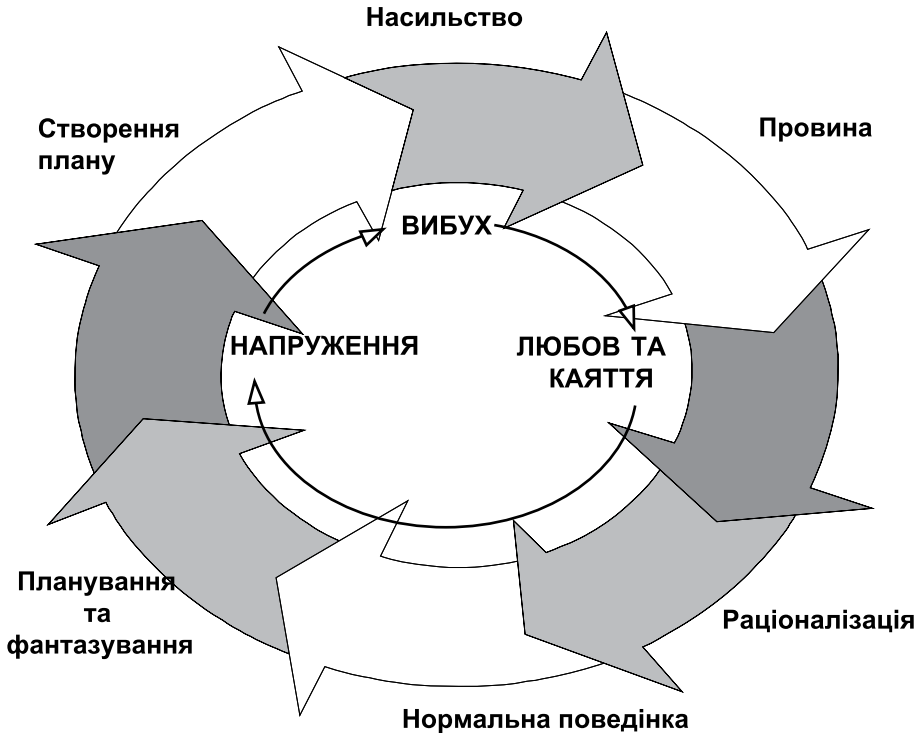 Насильство
Створення
плану
Провина
ВИБУХ
НАПРУЖЕННЯ
ЛЮБОВ ТА
КАЯТТЯ
Планування
та
фантазування
Раціоналізація
Нормальна поведінка